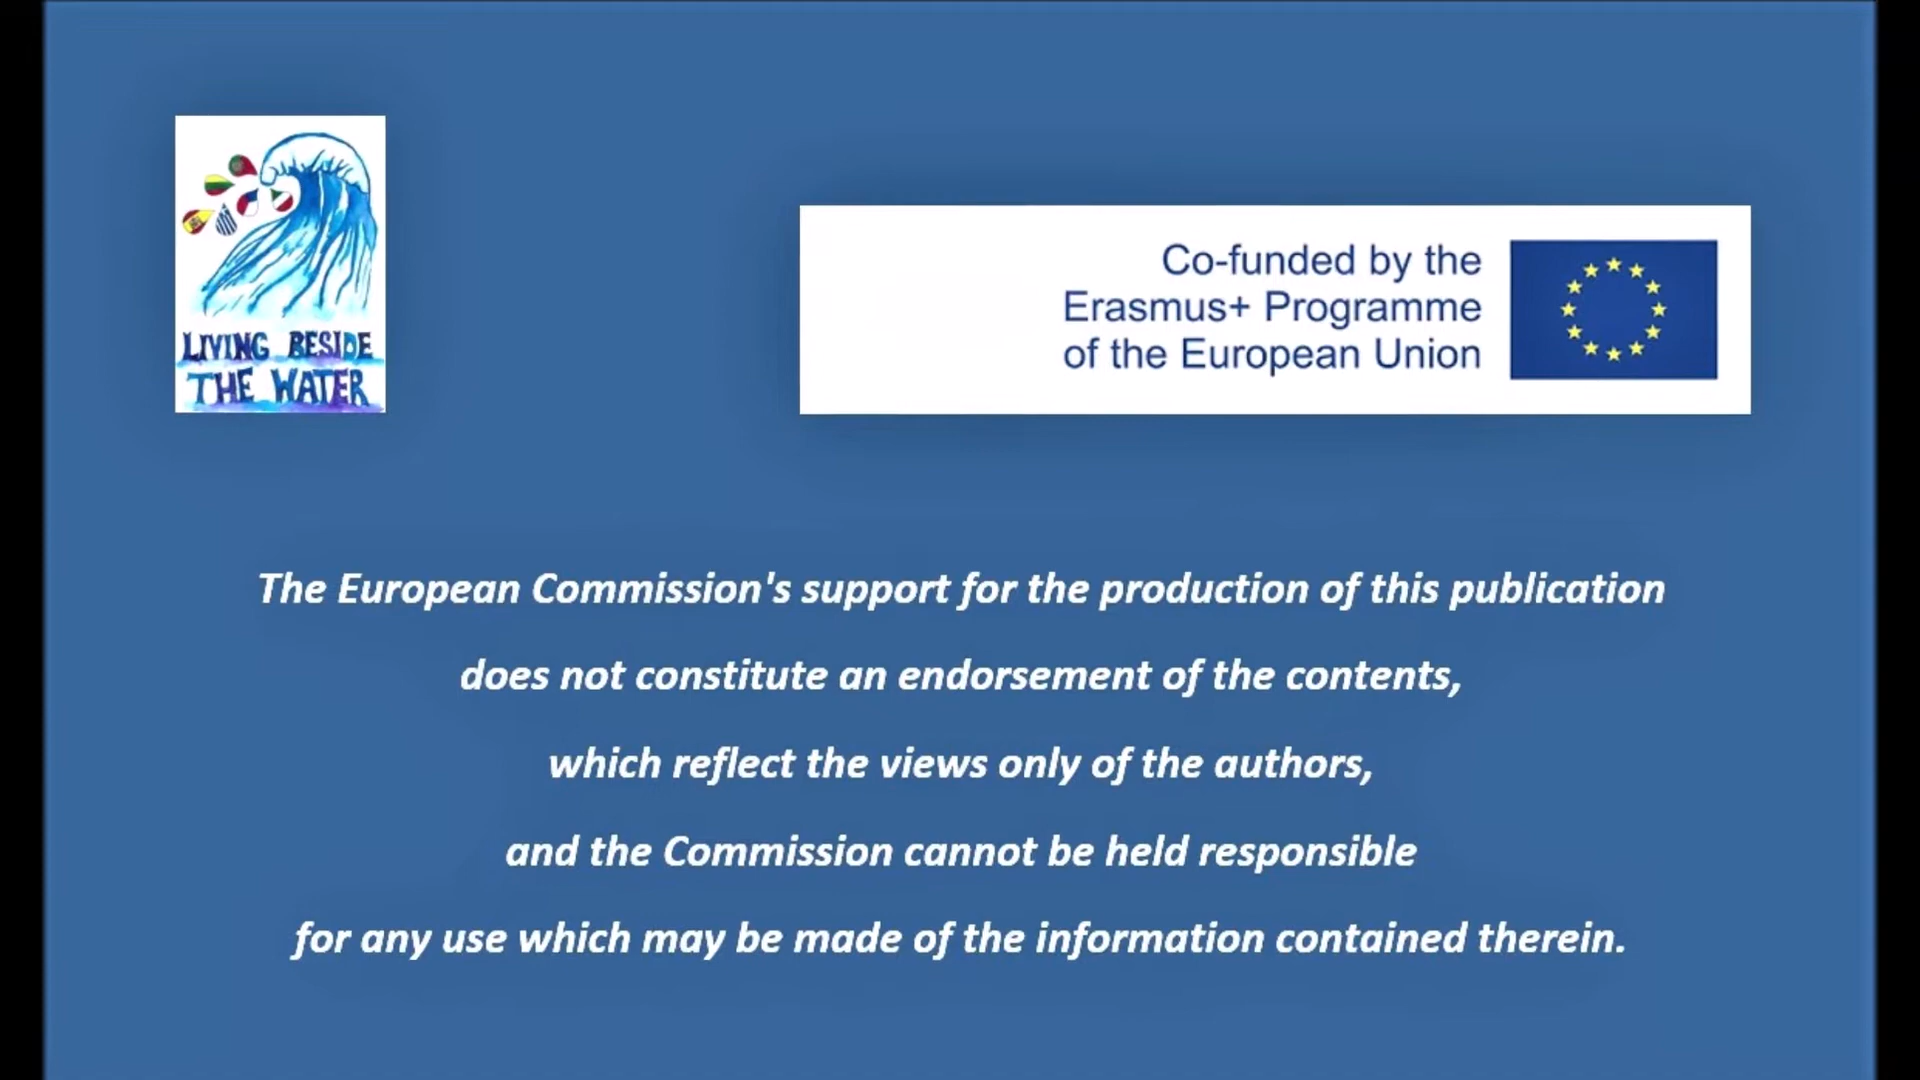 LIVING BESIDE
THE WATER
Co-funded by the
Erasmus+ Programme
of the European Union
The European Commission's support for the production of this publication
does not constitute an endorsement of the contents,
which reflect the views only of the authors,
and the Commission cannot be held responsible
for any use which may be made of the information contained therein.